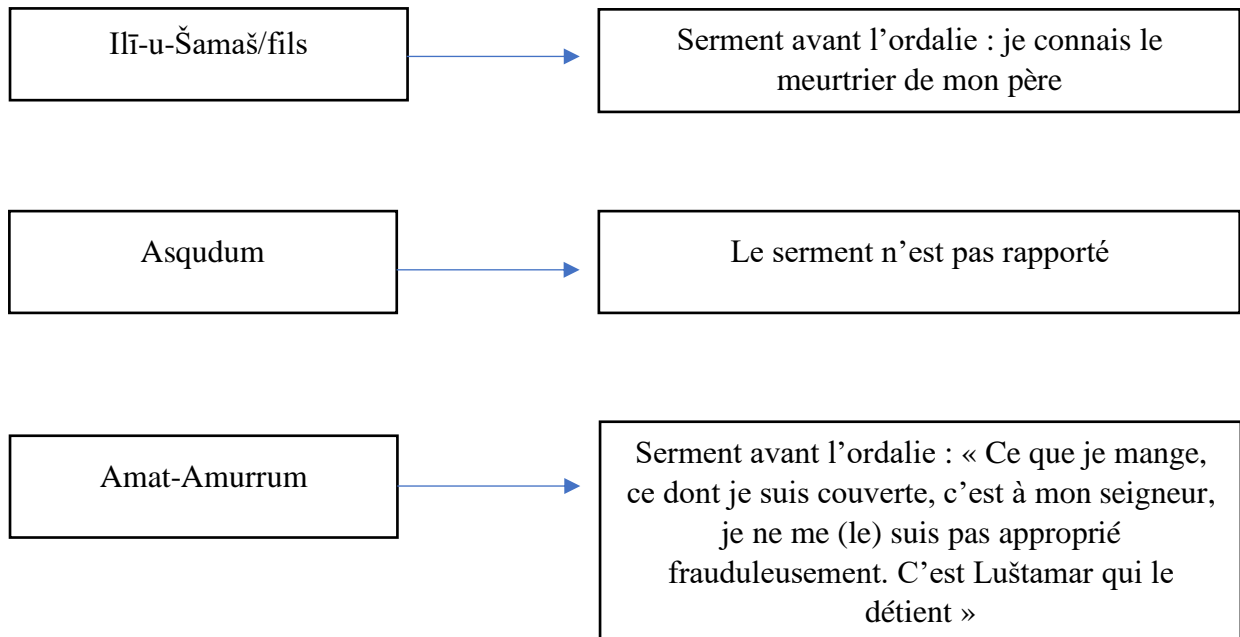 Ilī-u-Šamaš/fils
Serment avant l’ordalie : je connais le
meurtrier de mon père
Asqudum
Le serment n’est pas rapporté
Amat-Amurrum
Serment avant l’ordalie : « Ce que je mange,
ce dont je suis couverte, c’est à mon seigneur,
je ne me (le) suis pas approprié
frauduleusement. C’est Luštamar qui le
détient »